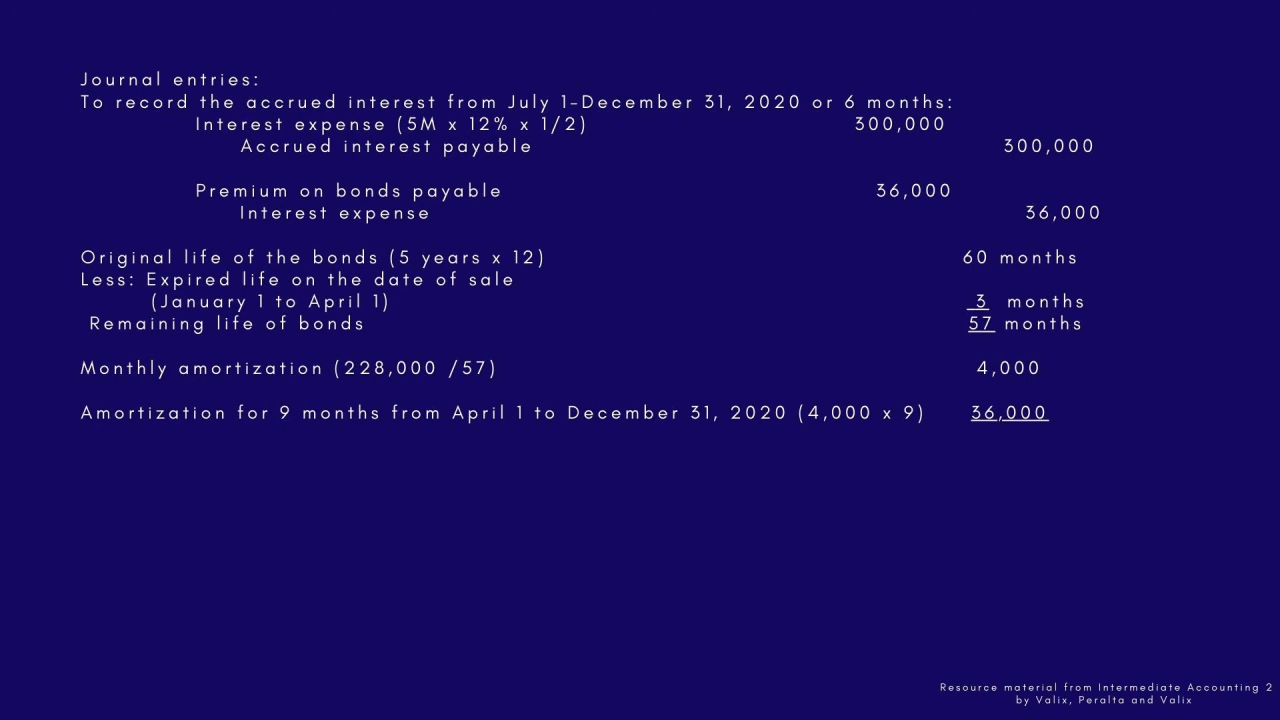 Journal entries:
To record the accrued interest from July 1-December 31, 2020 or 6 months:
Interest expense (5M x 12% x 1/2) 300,000
Accrued interest payable 300,000
Premium on bonds payable 36,000
Interest expense 36,000
Original life of the bonds (5 years x 12) 60 months
Less: Expired life on the date of sale
(January 1 to April 1) 3 months
Remaining life of bonds 57 months
Monthly amortization (228,000 /57) 4,000
Amortization for 9 months from April 1 to December 31, 2020 (4,000 x 9) 36,000
Resource material from Intermediate Accounting 2
by Valix, Peralta and Valix